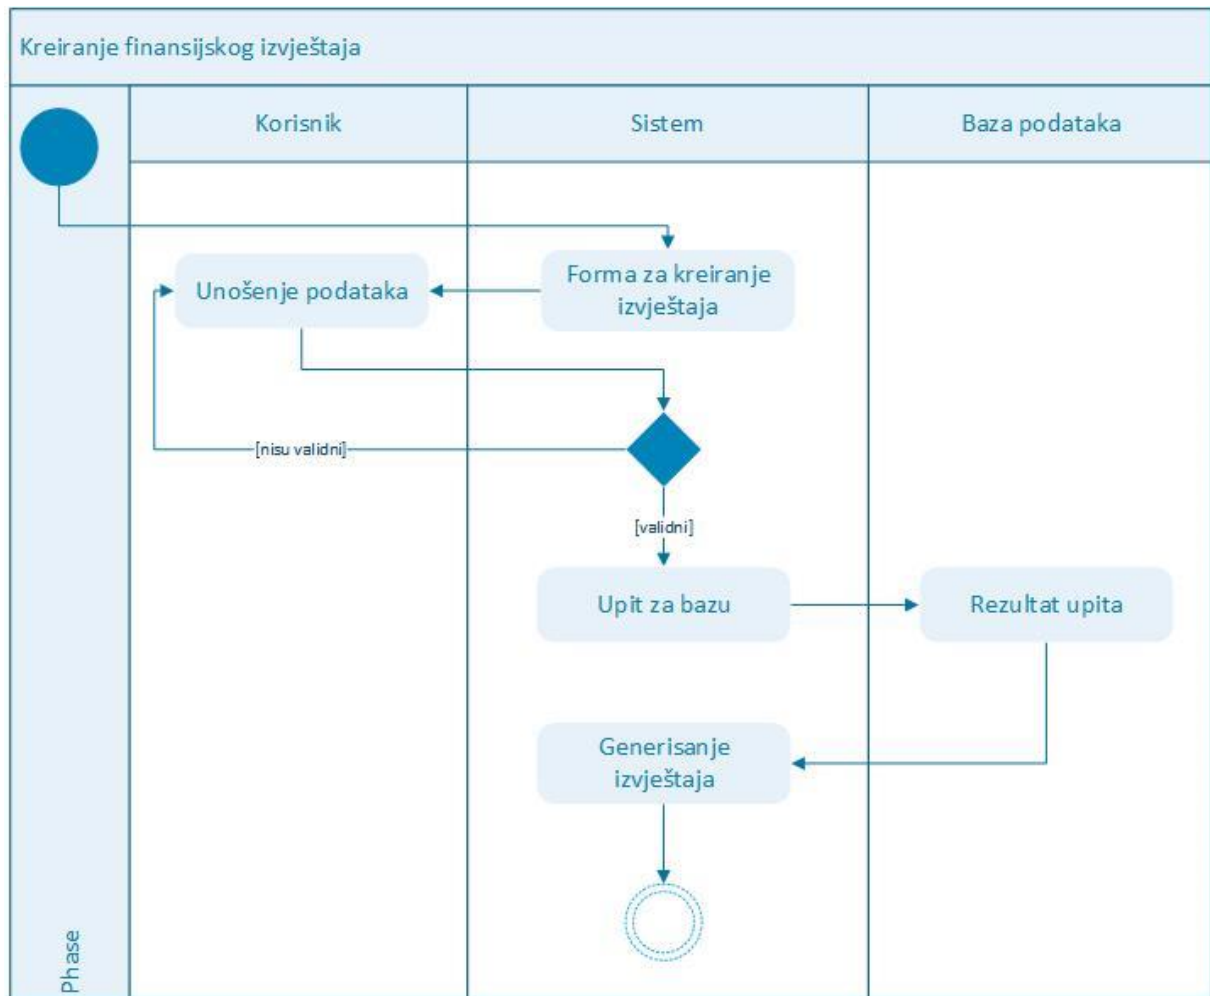 Kreiranje finansijskog izvještaja
Korisnik
Sistem
Baza podataka
Unošenje podataka
Forma za kreiranje
izvještaja
[nisu validni]
[validni]
Upit za bazu
Rezultat upita
Generisanje
izvještaja
Phase